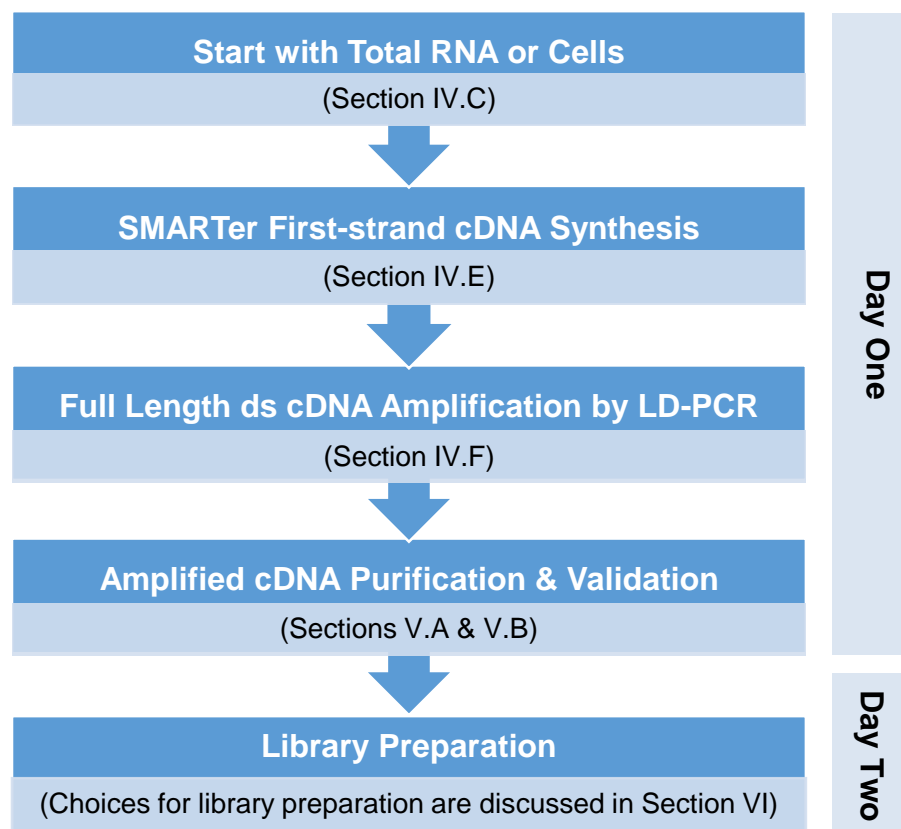 Start with Total RNA or Cells
(Section IV.C)
SMARTer First-strand cDNA Synthesis
(Section IV.E)
Full Length ds cDNA Amplification by LD-PCR
(Section IV.F)
Amplified cDNA Purification & Validation
(Sections V.A & V.B)
Day One
Library Preparation
(Choices for library preparation are discussed in Section VI)
Day Two